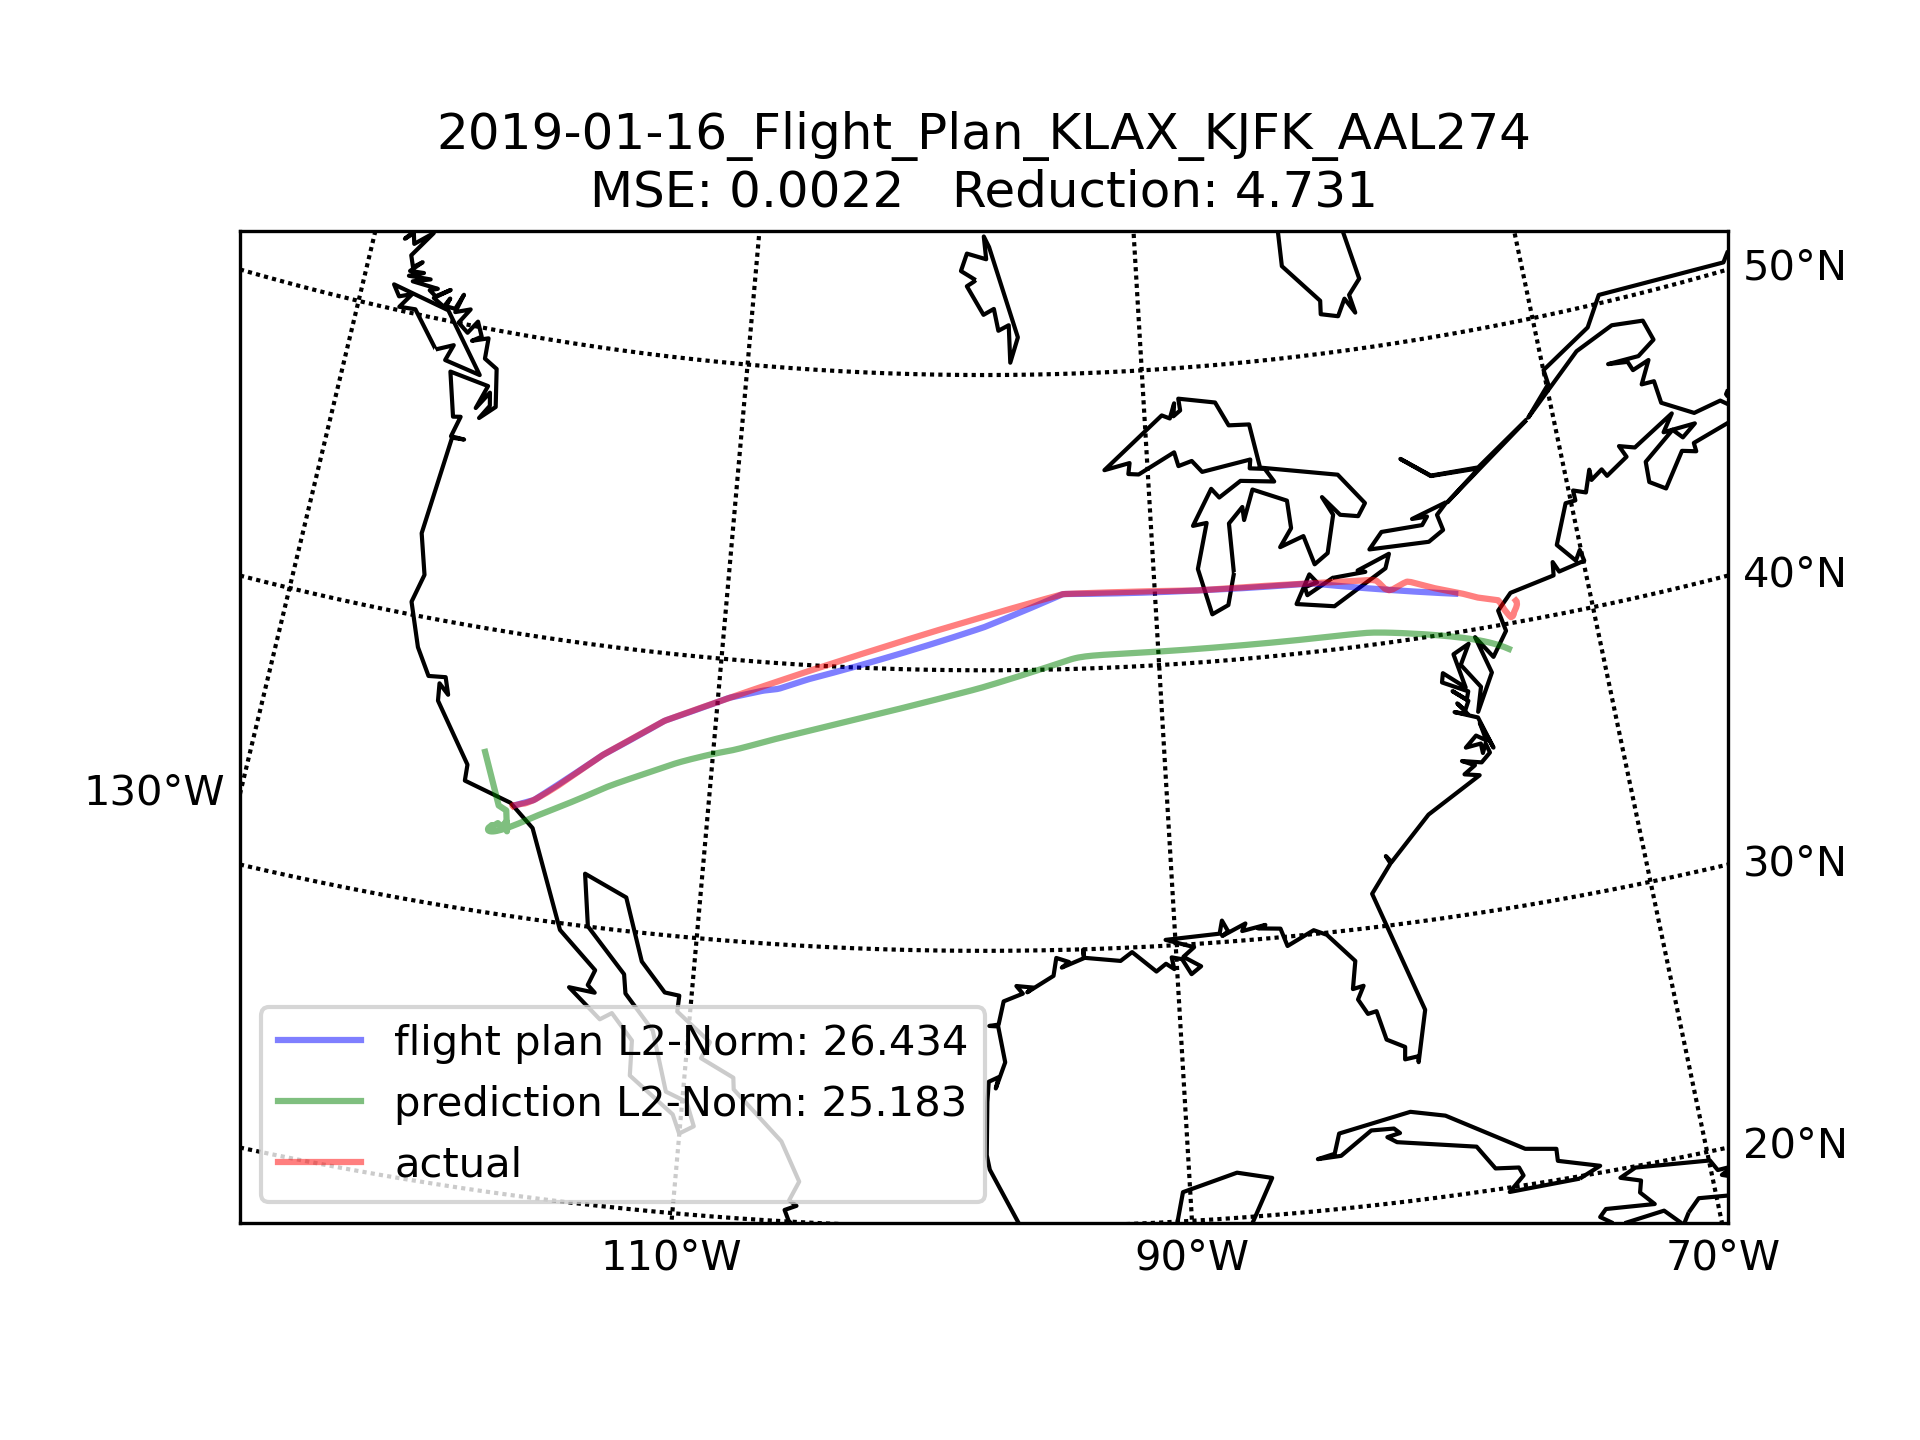 2019-01-16_Flight_Plan_KLAX_KJFK_AAL274
MSE: 0.0022   Reduction: 4.731
50°N
40°N
130°W
30°N
flight plan L2-Norm: 26.434
prediction L2-Norm: 25.183
actual
20°N
110°W
90°W
70°W